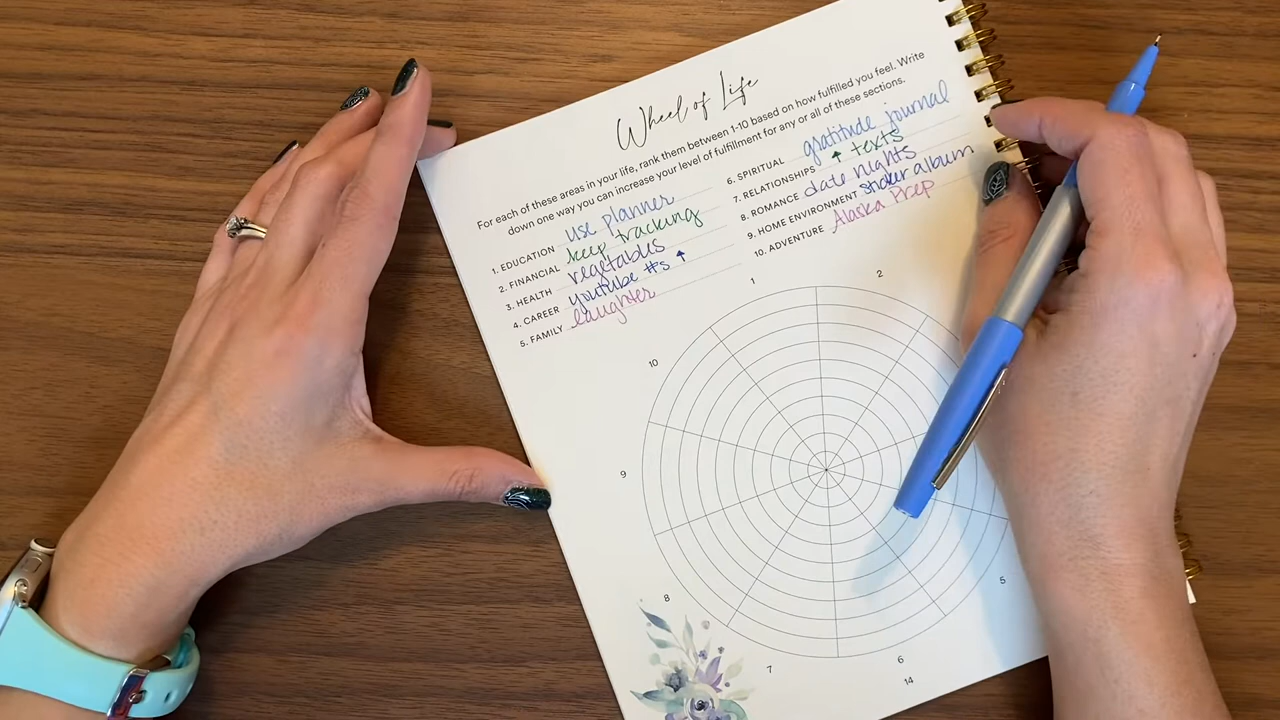 Wheel of Life
For each of these areas in your life, rank them between 1-10 based on how fulfilled you feel. Write
down one way you can increase your level of fulfillment for any or all of these sections.
1. EDUCATION use planner
2. FINANCIAL keep tracking
3. HEALTH vegetables
4. CAREER youtube #s ↑
5. FAMILY laughter
6. SPIRITUAL gratitude journal
7. RELATIONSHIPS ↑ texts
8. ROMANCE date nights
9. HOME ENVIRONMENT sticker album
10. ADVENTURE Alaska Prep
1
2
10
9
8
5
7
6
14